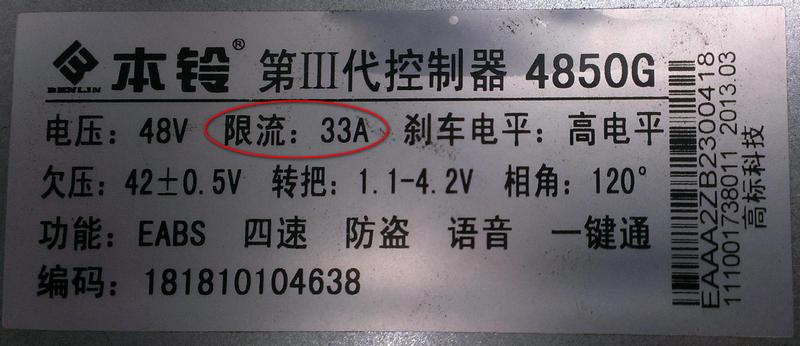 本铃® 第III代控制器 4850G
BENLIN
电压：48V 限流：33A 刹车电平：高电平
欠压：42±0.5V 转把：1.1-4.2V 相角：120°
功能：EABS 四速 防盗 语音 一键通
编码：181810104638
EAAA2ZB2300418
111001738011 2013.03
高标科技